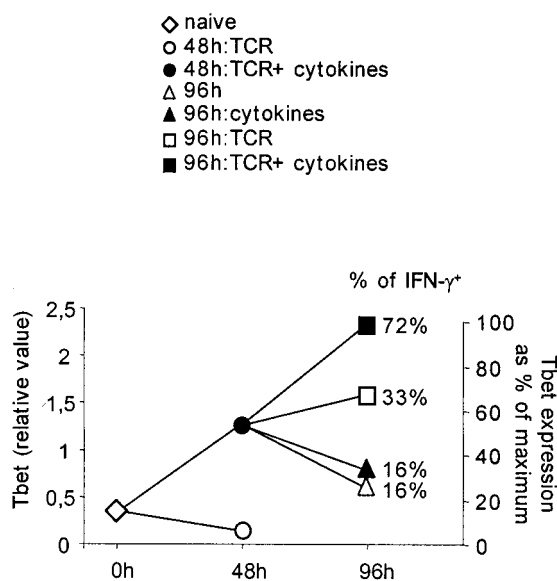 naive
48h:TCR
48h:TCR+ cytokines
96h
96h:cytokines
96h:TCR
96h:TCR+ cytokines
% of IFN-γ+
2,5
2
1,5
1
0,5
0
Tbet (relative value)
72%
33%
16%
16%
100
80
60
40
20
0
Tbet expression
as % of maximum
0h 48h 96h